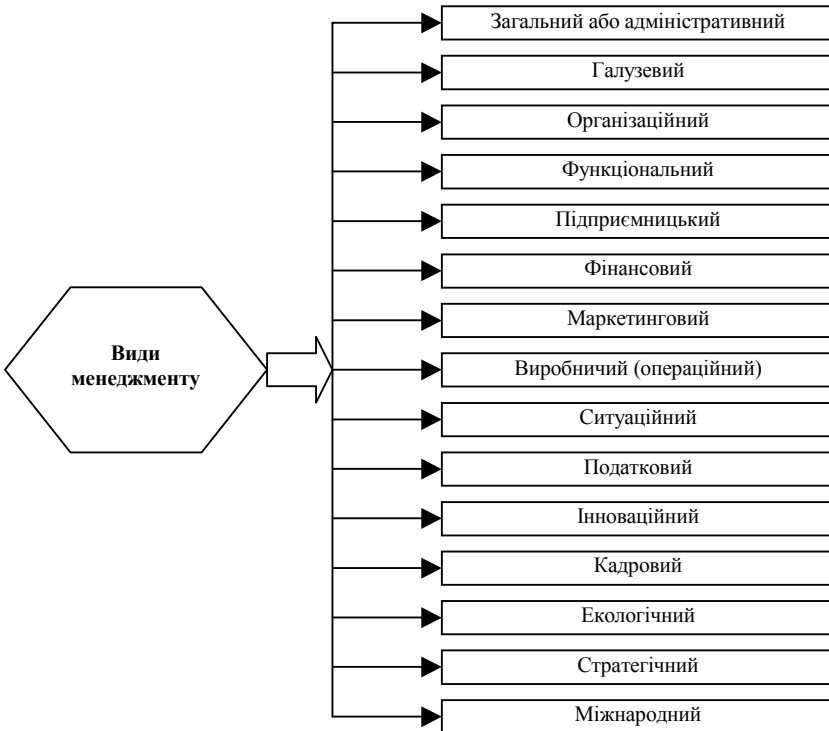 Види
менеджменту
Загальний або адміністративний
Галузевий
Організаційний
Функціональний
Підприємницький
Фінансовий
Маркетинговий
Виробничий (операційний)
Ситуаційний
Податковий
Інноваційний
Кадровий
Екологічний
Стратегічний
Міжнародний